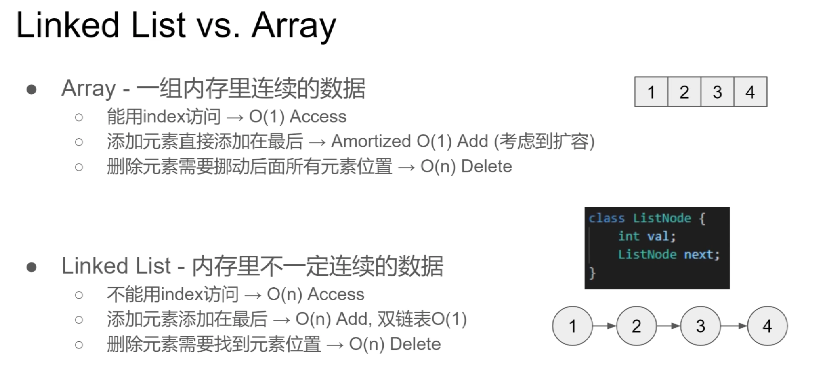 Linked List vs. Array
● Array - 一组内存里连续的数据
○ 能用index访问 → O(1) Access
○ 添加元素直接添加在最后 → Amortized O(1) Add (考虑到扩容)
○ 删除元素需要挪动后面所有元素位置 → O(n) Delete
1 2 3 4
class ListNode {
int val;
ListNode next;
}
● Linked List - 内存里不一定连续的数据
○ 不能用index访问 → O(n) Access
○ 添加元素添加在最后 → O(n) Add, 双链表O(1)
○ 删除元素需要找到元素位置 → O(n) Delete
1 2 3 4